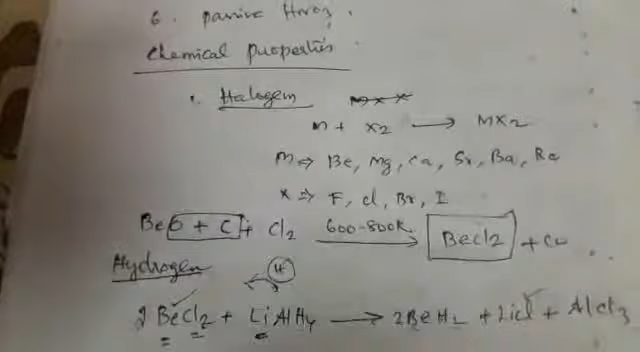 6. passive HNO3.
Chemical properties
1. Halogen
M + X2 ⟶ MX2
M ⇒ Be, Mg, Ca, Sr, Ba, Ra
X ⇒ F, Cl, Br, I
BeO + C + Cl2 600-800K ⟶ BeCl2 + CO
Hydrogen H
2 BeCl2 + LiAlH4 ⟶ 2BeH2 + LiCl + AlCl3